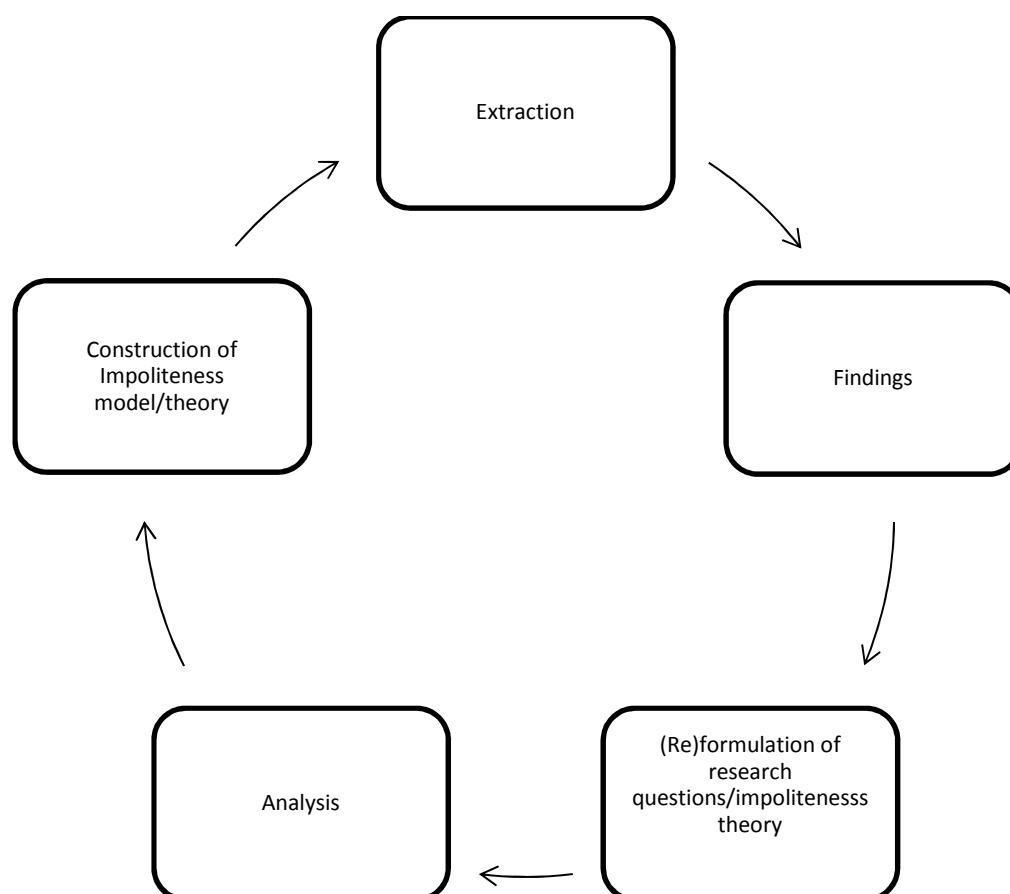 Extraction
Findings
(Re)formulation of
research
questions/impolitenesss
theory
Analysis
Construction of
Impoliteness
model/theory